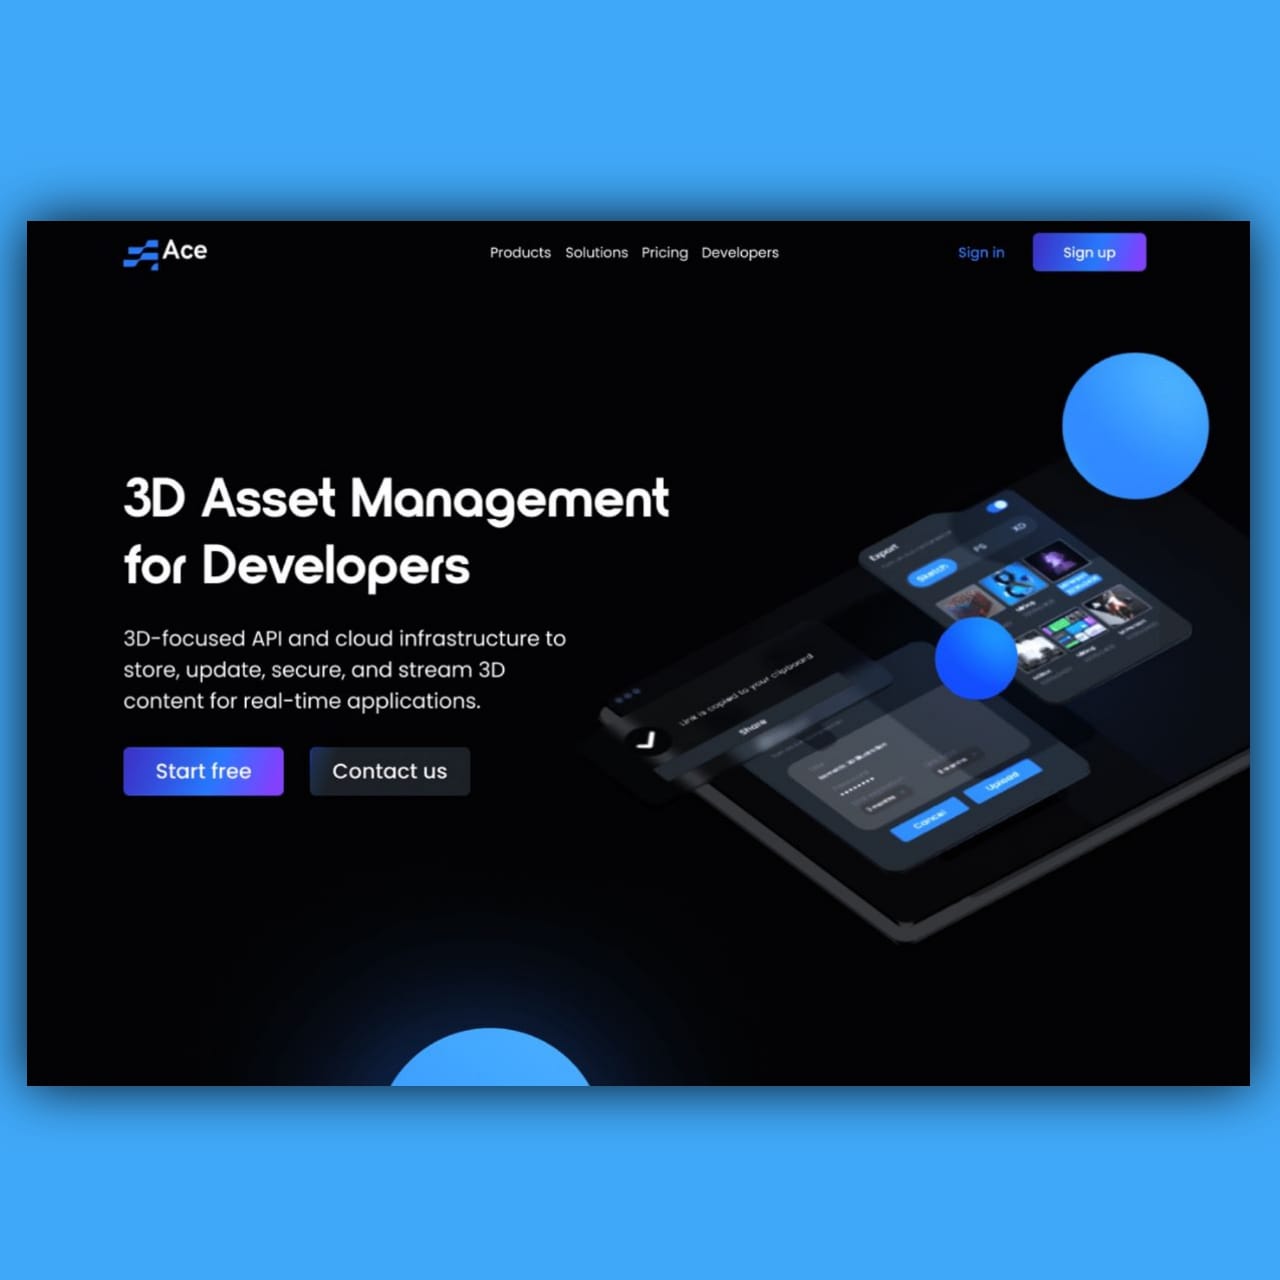 Ace
Products Solutions Pricing Developers
Sign in
Sign up
3D Asset Management
for Developers
3D-focused API and cloud infrastructure to
store, update, secure, and stream 3D
content for real-time applications.
Start free
Contact us
Export
Sketch PS XD
Link is copied to your clipboard
Share
Cancel
Upload